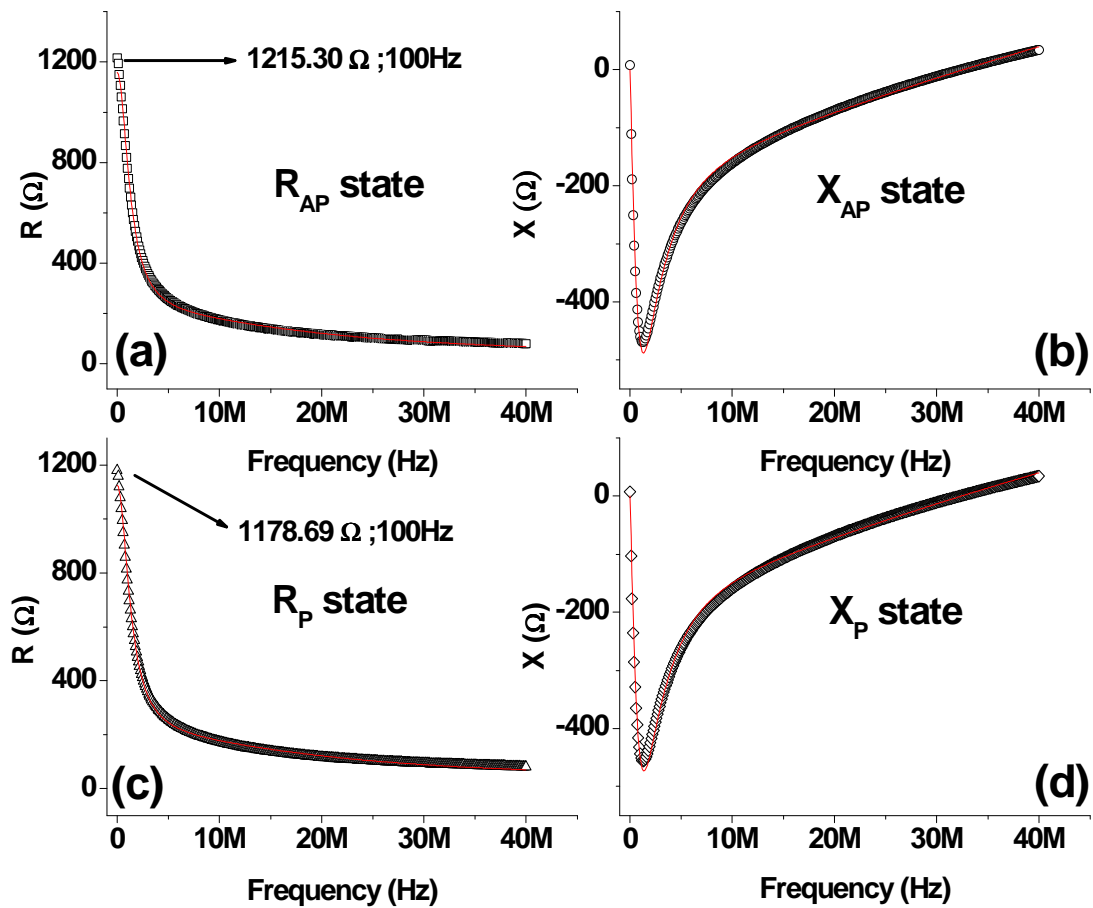 1200
800
400
0
R (Ω)
1215.30 Ω ;100Hz
R_AP state
(a)
0 10M 20M 30M 40M
Frequency (Hz)
0
-200
-400
X (Ω)
X_AP state
(b)
0 10M 20M 30M 40M
Frequency (Hz)
1200
800
400
0
R (Ω)
1178.69 Ω ;100Hz
R_P state
(c)
0 10M 20M 30M 40M
Frequency (Hz)
0
-200
-400
X (Ω)
X_P state
(d)
0 10M 20M 30M 40M
Frequency (Hz)